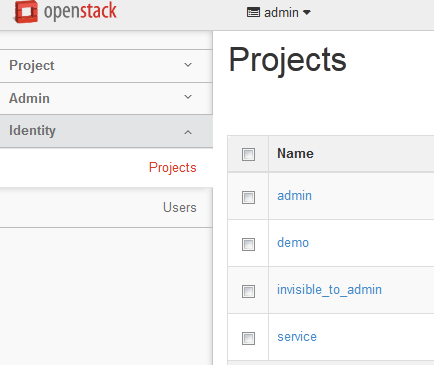 openstack
admin
Project
Admin
Identity
Projects
Users
Projects
Name
admin
demo
invisible_to_admin
service